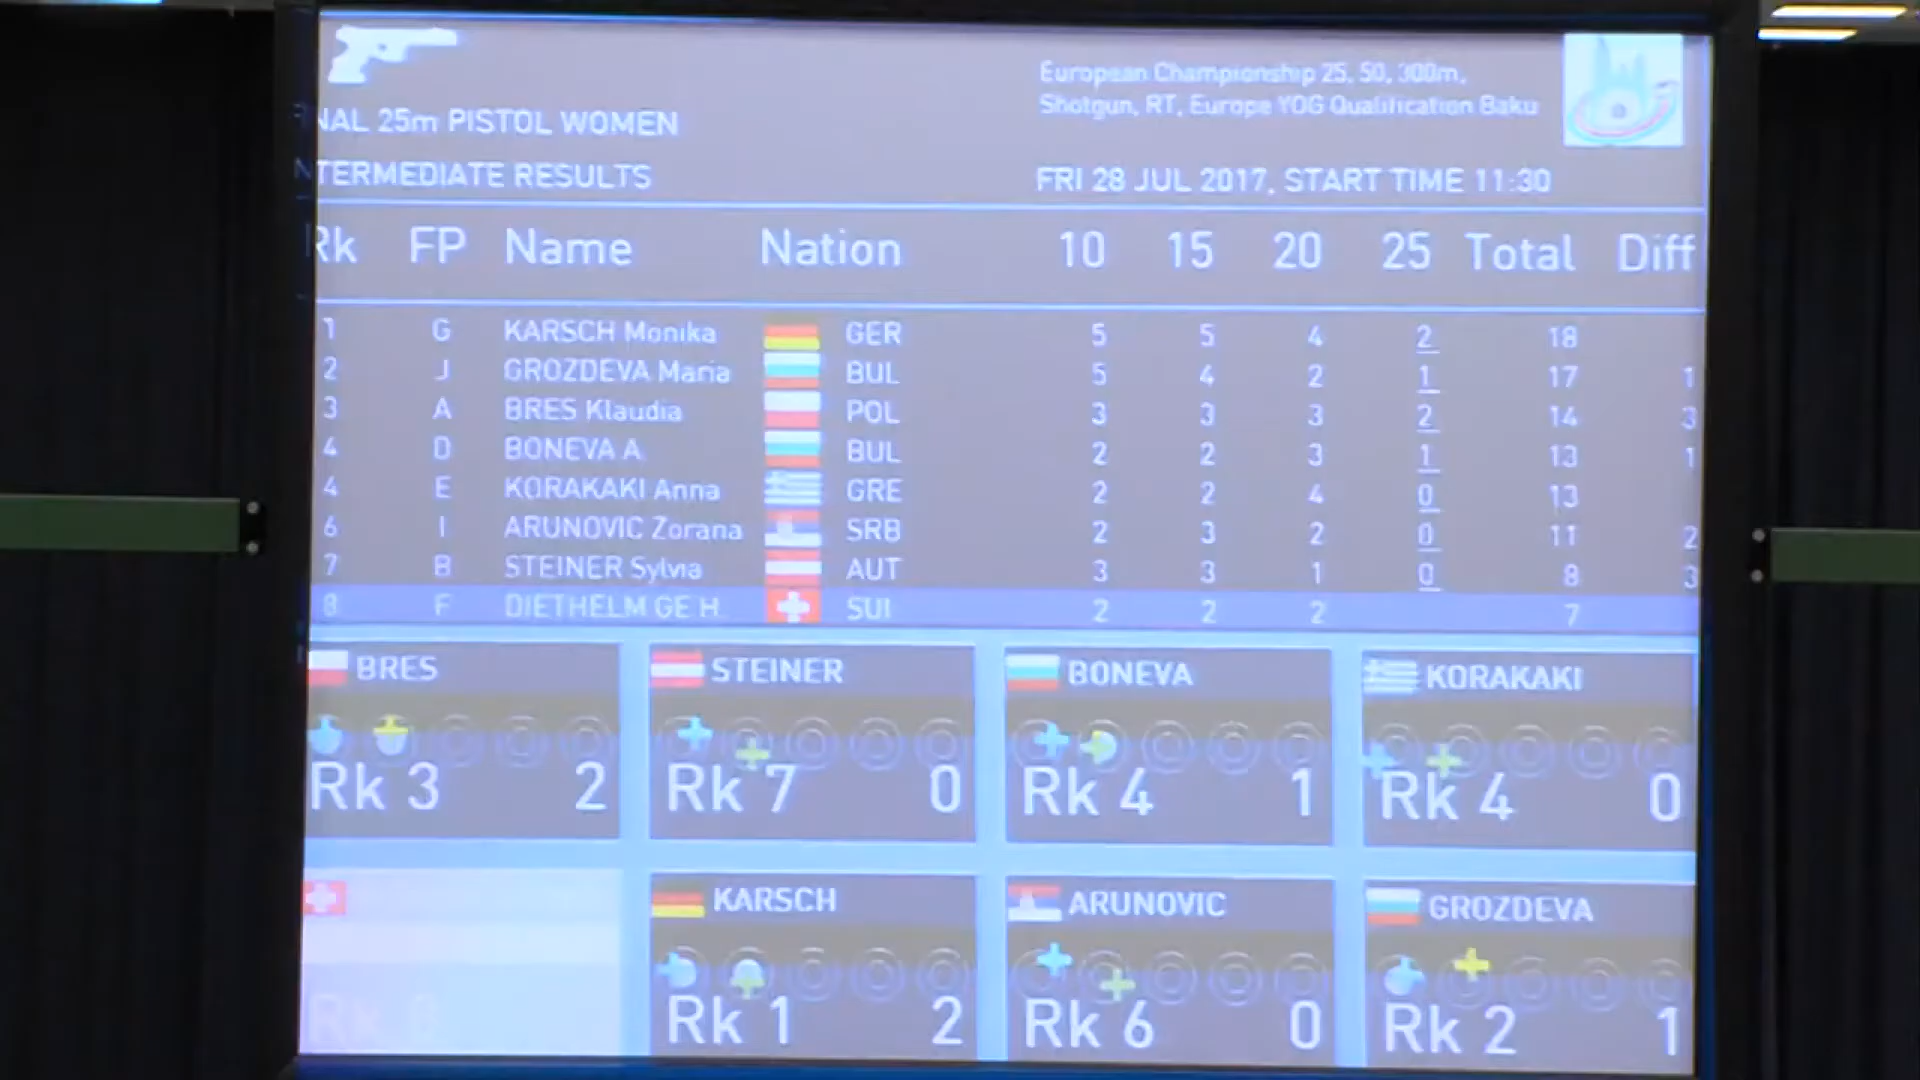 NAL 25m PISTOL WOMEN
NTERMEDIATE RESULTS
European Championship 25, 50, 300m,
Shotgun, RT, Europe YOG Qualification Baku
FRI 28 JUL 2017, START TIME 11:30
Rk FP Name Nation 10 15 20 25 Total Diff
1 G KARSCH Monika GER 5 5 4 2 18
2 J GROZDEVA Maria BUL 5 4 2 1 17 1
3 A BRES Klaudia POL 3 3 3 2 14 3
4 D BONEVA A. BUL 2 2 3 1 13 1
4 E KORAKAKI Anna GRE 2 2 4 0 13
6 I ARUNOVIC Zorana SRB 2 3 2 0 11 2
7 B STEINER Sylvia AUT 3 3 1 0 8 3
8 F DIETHELM GE H. SUI 2 2 2 7
BRES
Rk 3 2
STEINER
Rk 7 0
BONEVA
Rk 4 1
KORAKAKI
Rk 4 0
Rk
KARSCH
Rk 1 2
ARUNOVIC
Rk 6 0
GROZDEVA
Rk 2 1